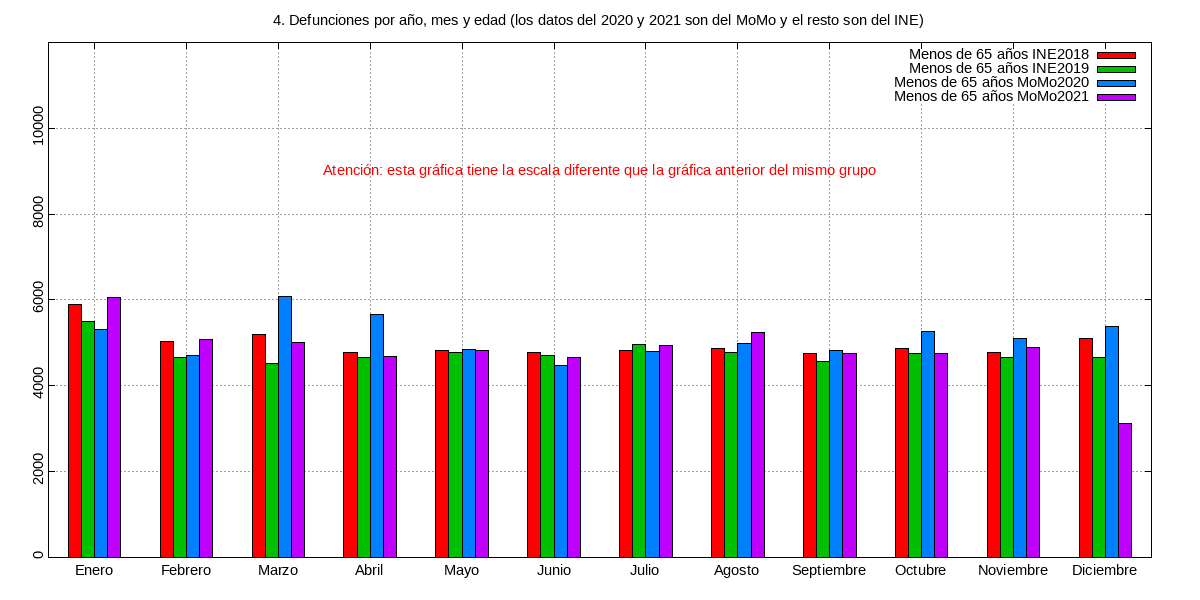 4. Defunciones por año, mes y edad (los datos del 2020 y 2021 son del MoMo y el resto son del INE)
Menos de 65 años INE2018
Menos de 65 años INE2019
Menos de 65 años MoMo2020
Menos de 65 años MoMo2021
Atención: esta gráfica tiene la escala diferente que la gráfica anterior del mismo grupo
10000
8000
6000
4000
2000
0
Enero Febrero Marzo Abril Mayo Junio Julio Agosto Septiembre Octubre Noviembre Diciembre